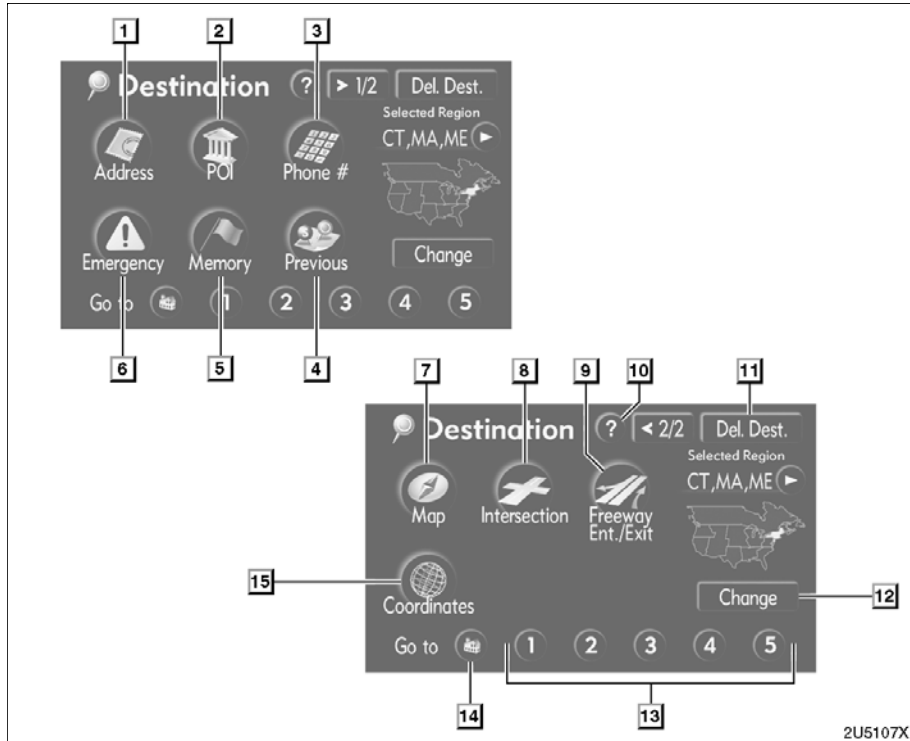 1 2 3
Destination ? > 1/2 Del. Dest.
Selected Region
CT,MA,ME
Address POI Phone #
Emergency Memory Previous Change
Go to 1 2 3 4 5
6 5 4
7 8 9 10 11
Destination ? < 2/2 Del. Dest.
Selected Region
CT,MA,ME
Map Intersection Freeway
Ent./Exit
15
Coordinates Change 12
Go to 1 2 3 4 5
14 13
2U5107X